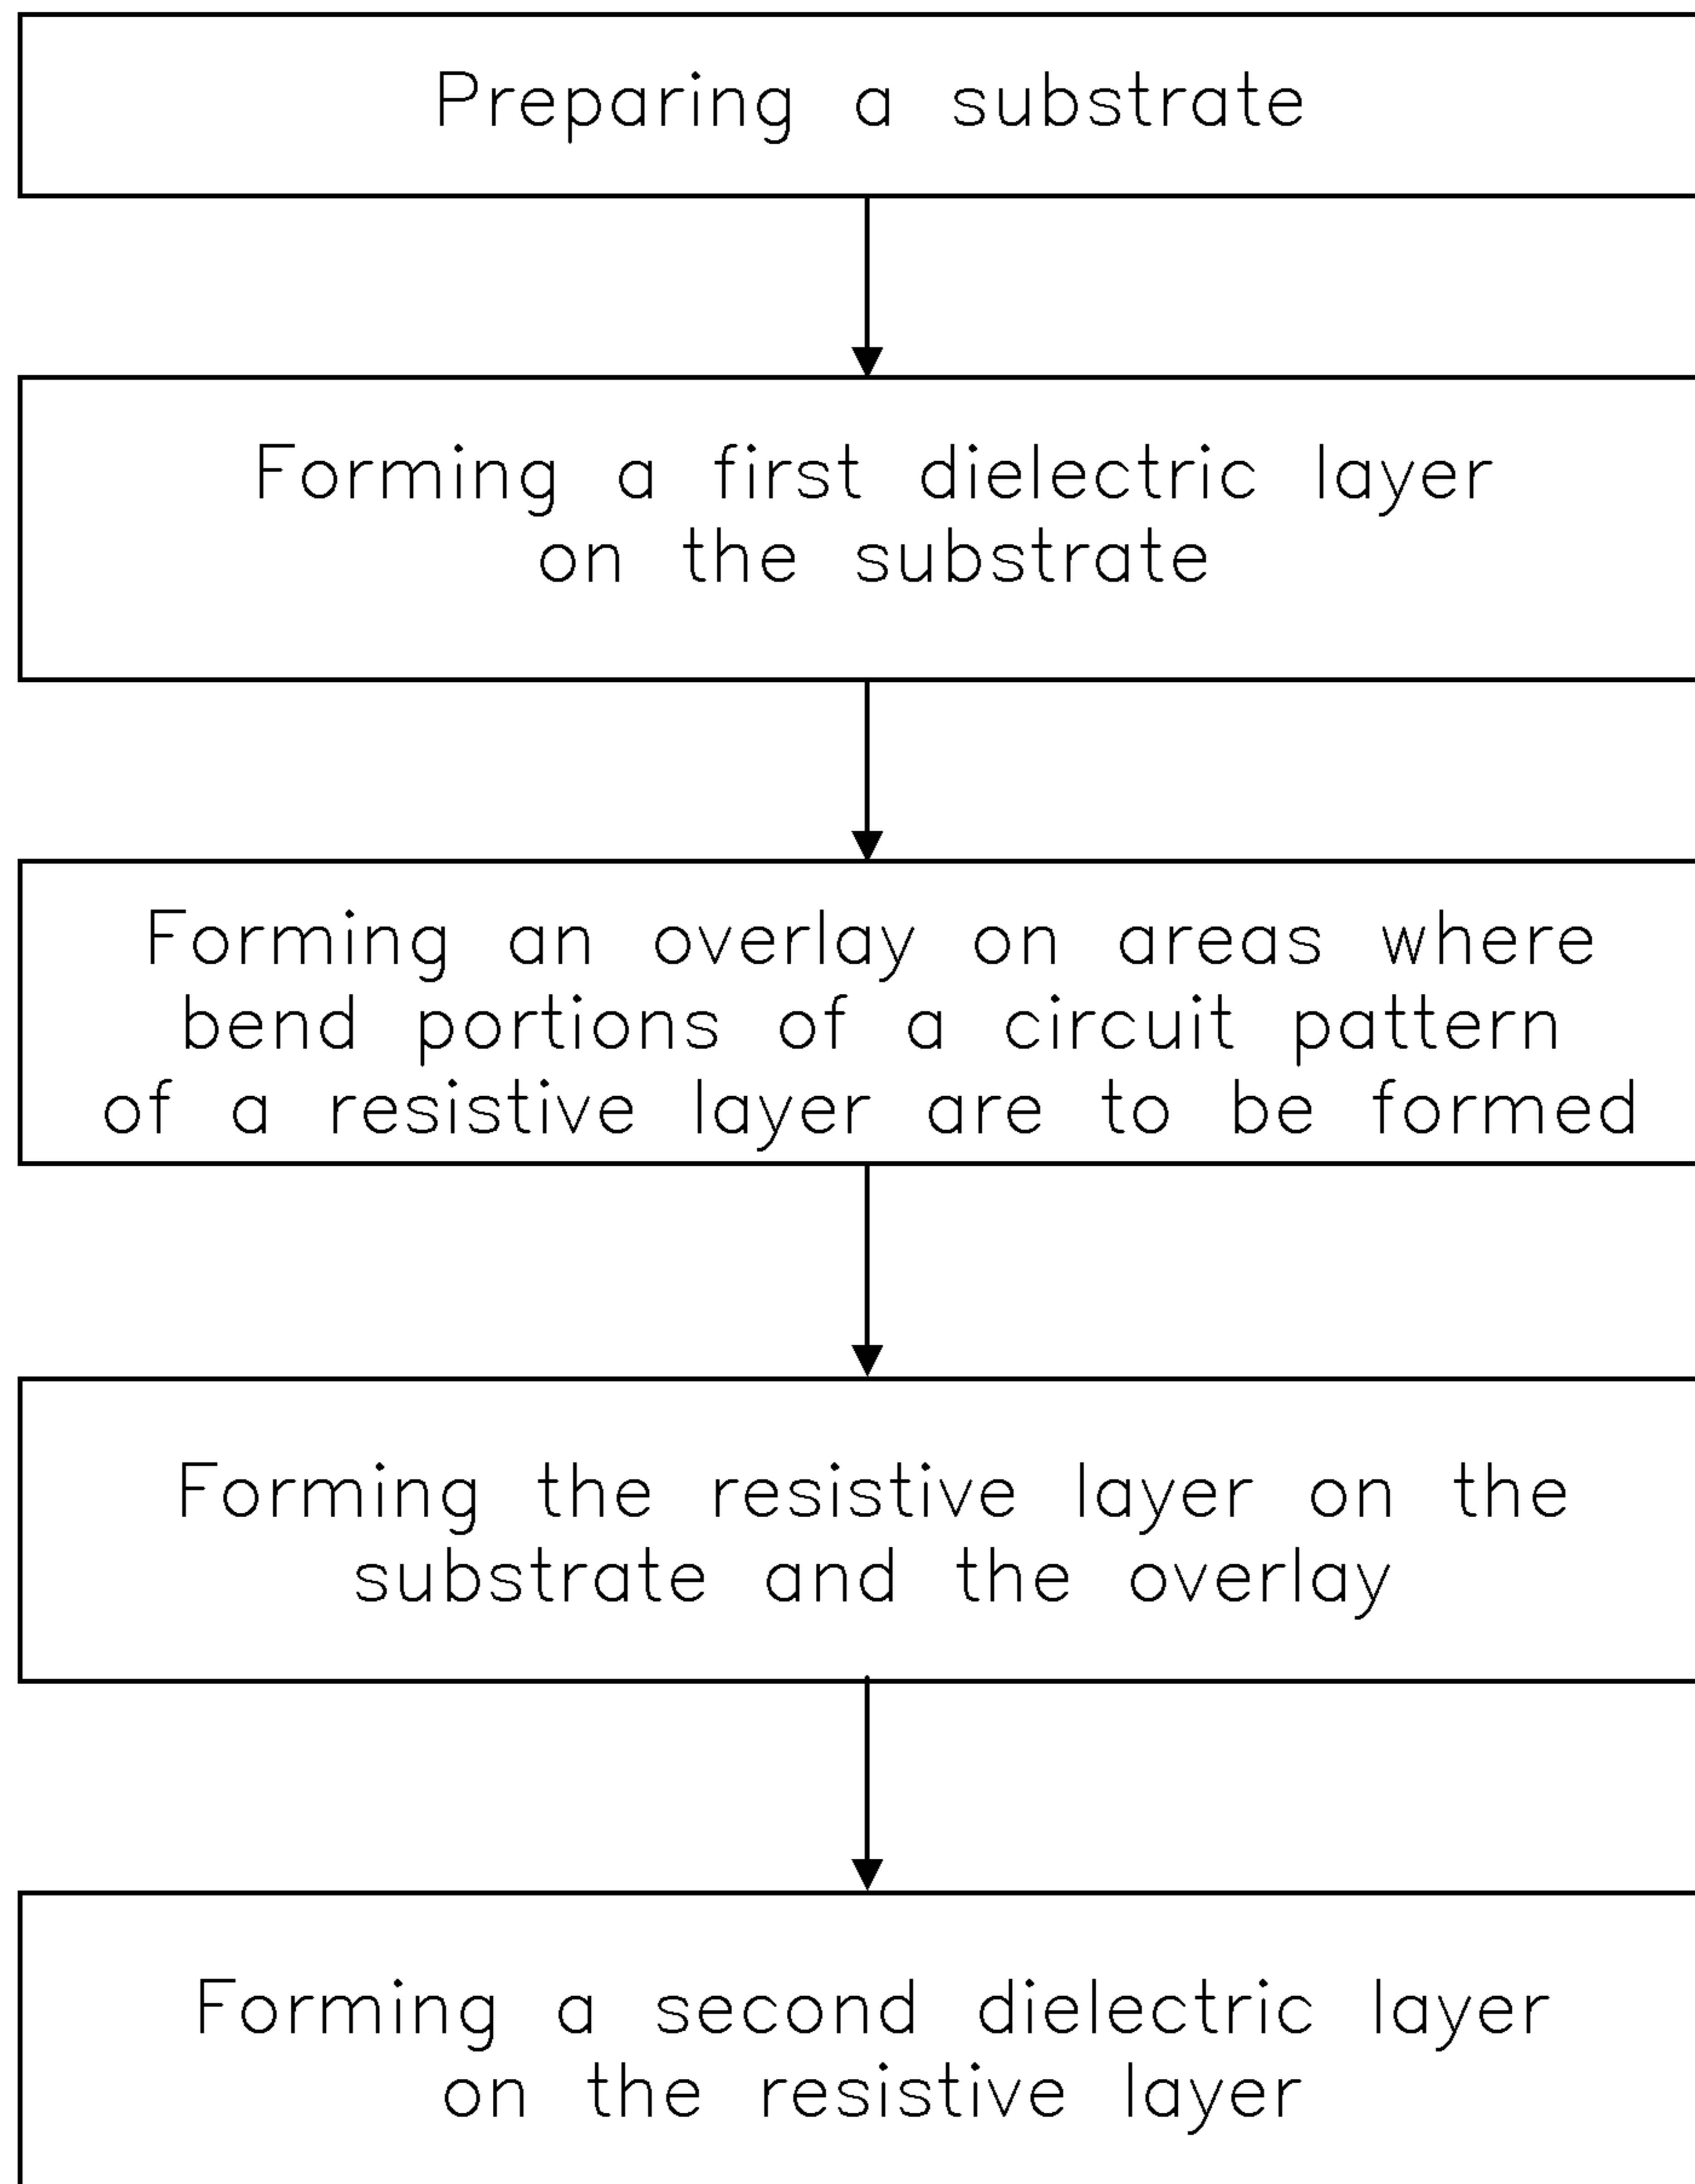 Preparing a substrate
Forming a first dielectric layer
on the substrate
Forming an overlay on areas where
bend portions of a circuit pattern
of a resistive layer are to be formed
Forming the resistive layer on the
substrate and the overlay
Forming a second dielectric layer
on the resistive layer